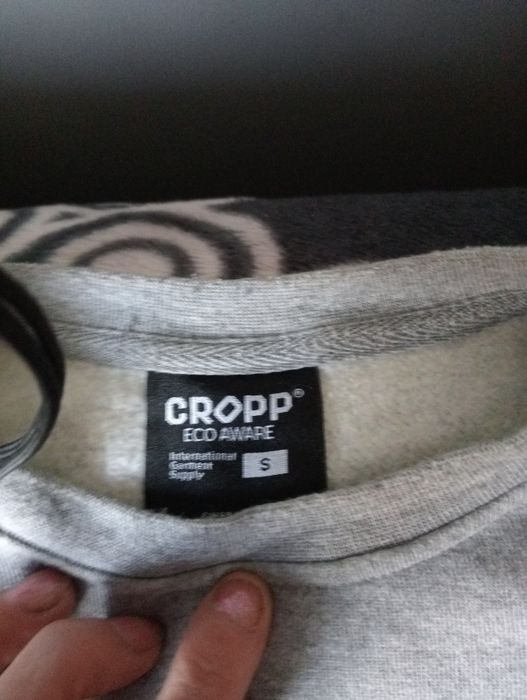 CROPP®
ECO AWARE
International
Garment
Supply
S